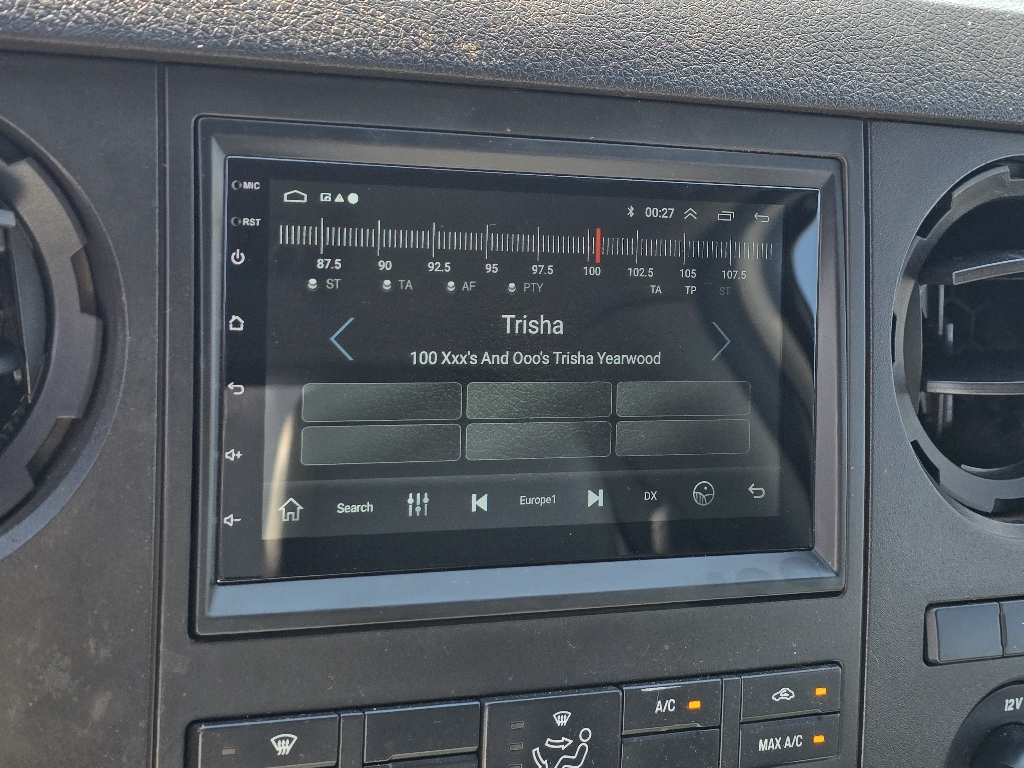 MIC
RST
00:27
87.5 90 92.5 95 97.5 100 102.5 105 107.5
ST TA AF PTY TA TP ST
Trisha
100 Xxx's And Ooo's Trisha Yearwood
Search Europe1 DX
A/C
MAX A/C
12V